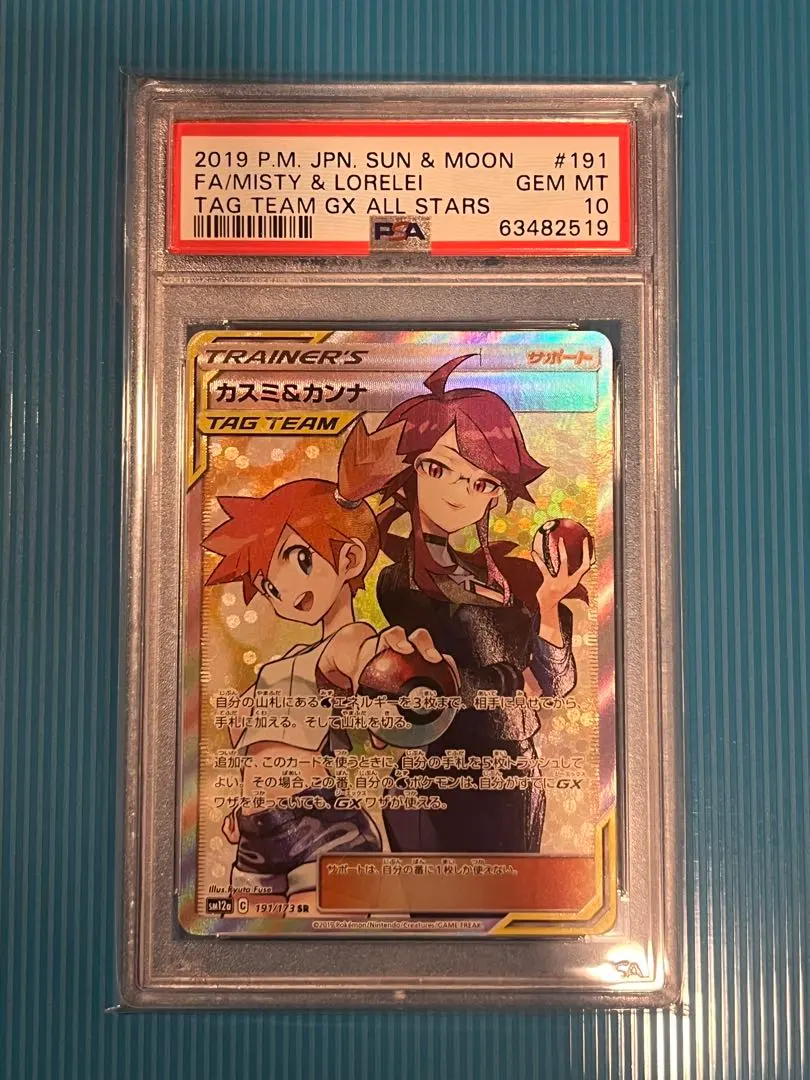 2019 P.M. JPN. SUN & MOON #191
FA/MISTY & LORELEI GEM MT
TAG TEAM GX ALL STARS 10
PSA 63482519
TRAINER'S サポート
カスミ&カンナ
TAG TEAM
自分の山札にあるエネルギーを3枚まで、相手に見せてから、
手札に加える。そして山札を切る。
追加で、このカードを使うときに、自分の手札を5枚トラッシュして
よい。その場合、この番、自分のポケモンは、自分がすでにGX
ワザを使っていても、GXワザが使える。
サポートは、自分の番に1枚しか使えない。
Illus. Ryuta Fuse
sm12a C 191/173 SR
©2019 Pokémon/Nintendo/Creatures/GAME FREAK